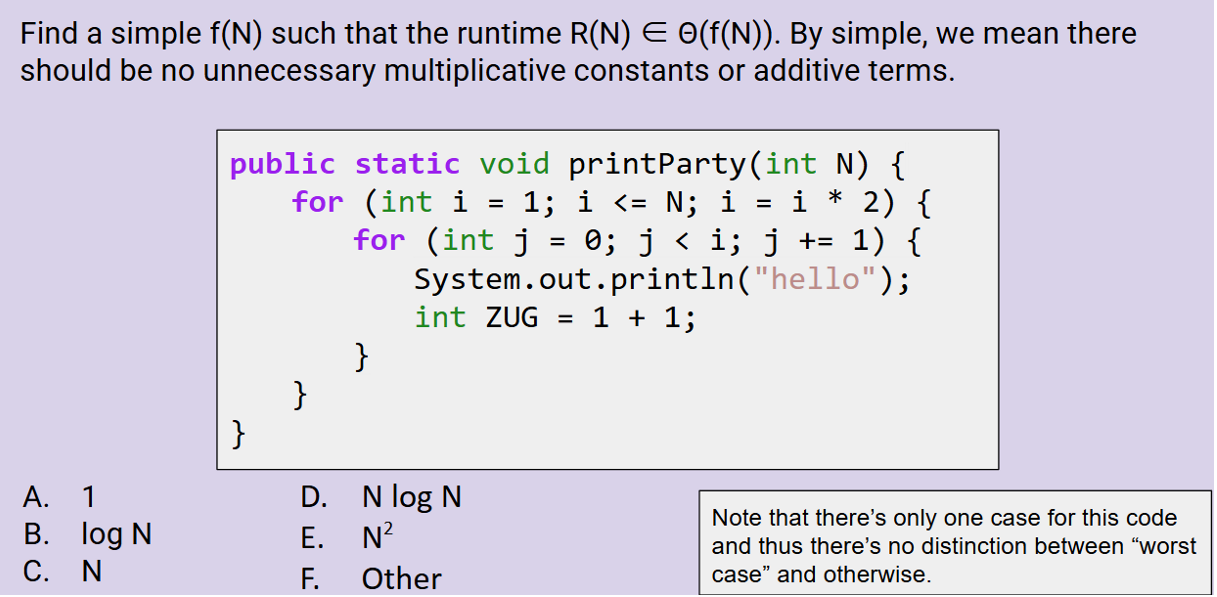 Find a simple f(N) such that the runtime R(N) ∈ Θ(f(N)). By simple, we mean there
should be no unnecessary multiplicative constants or additive terms.
public static void printParty(int N) {
    for (int i = 1; i <= N; i = i * 2) {
        for (int j = 0; j < i; j += 1) {
            System.out.println("hello");
            int ZUG = 1 + 1;
        }
    }
}
A. 1
B. log N
C. N
D. N log N
E. N²
F. Other
Note that there’s only one case for this code
and thus there’s no distinction between “worst
case” and otherwise.